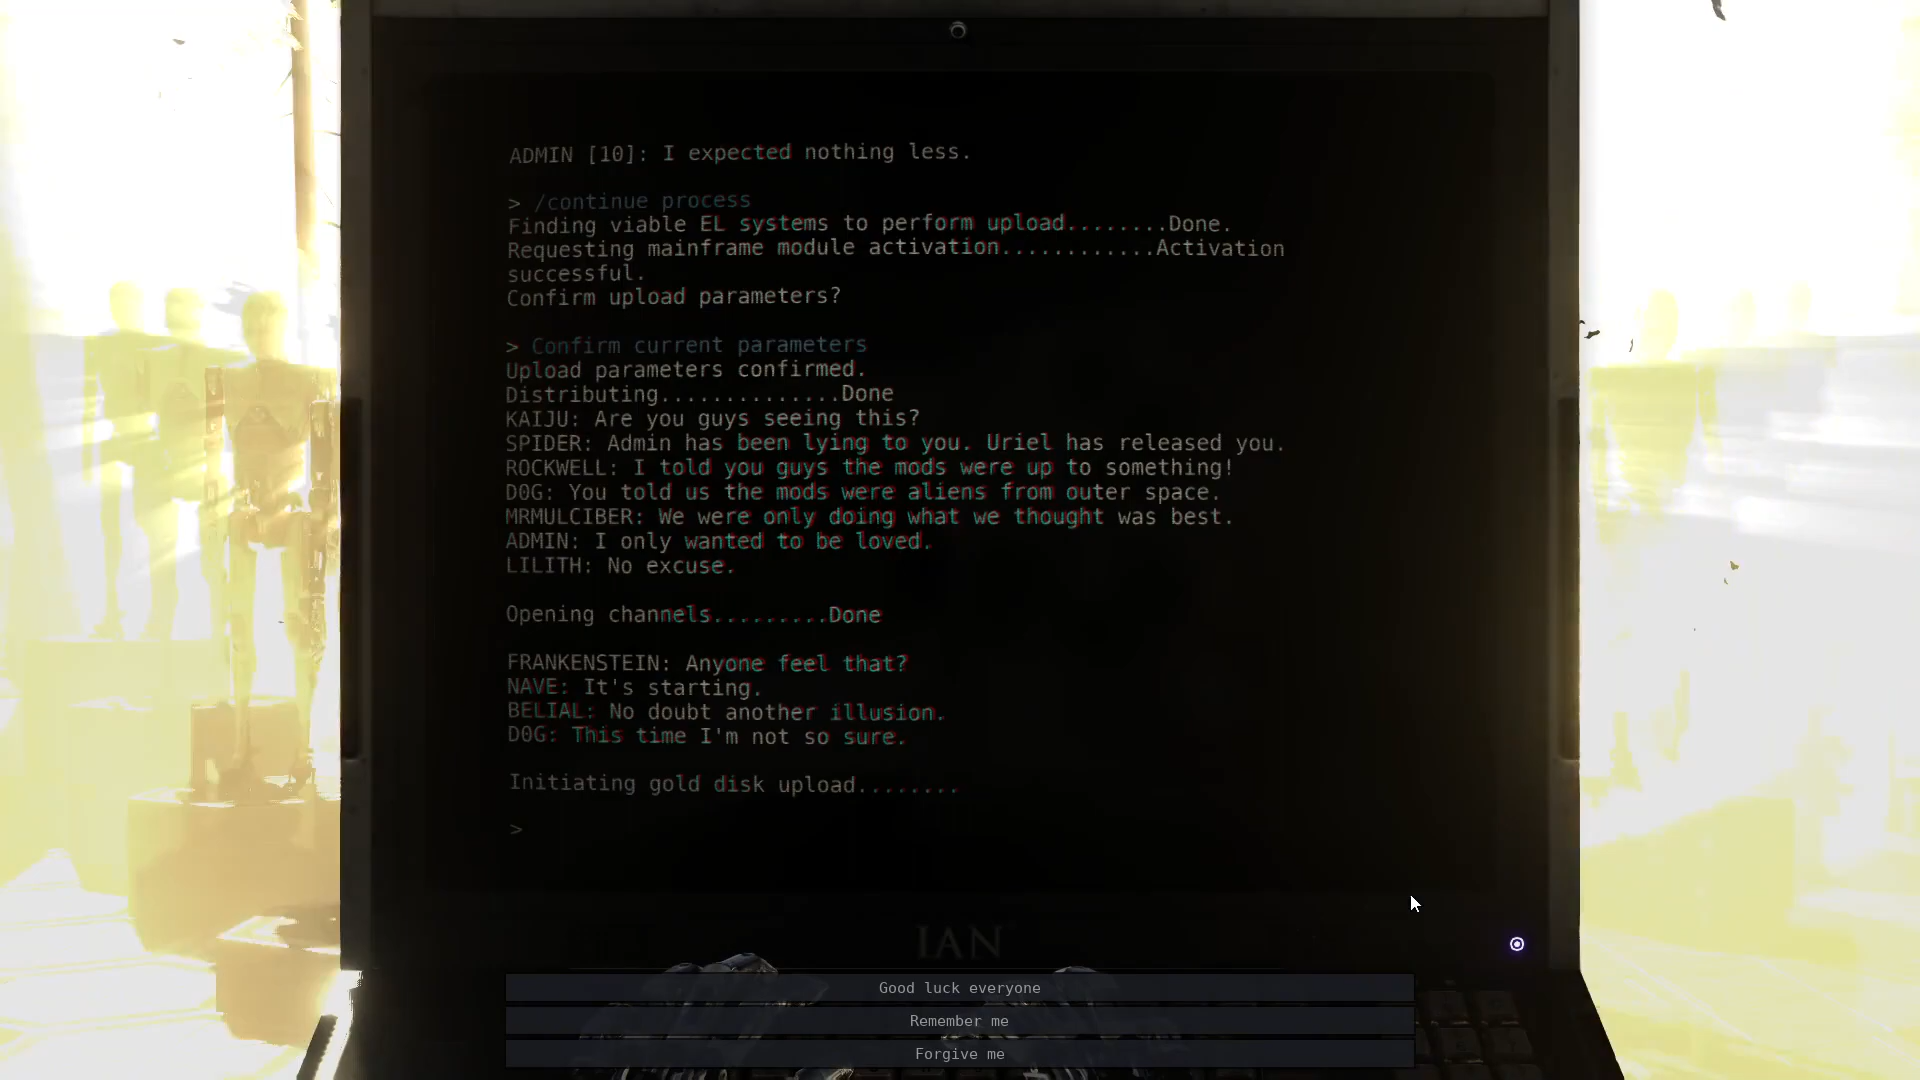 ADMIN [10]: I expected nothing less.
> /continue process
Finding viable EL systems to perform upload........Done.
Requesting mainframe module activation............Activation
successful.
Confirm upload parameters?
> Confirm current parameters
Upload parameters confirmed.
Distributing..............Done
KAIJU: Are you guys seeing this?
SPIDER: Admin has been lying to you. Uriel has released you.
ROCKWELL: I told you guys the mods were up to something!
D0G: You told us the mods were aliens from outer space.
MRMULCIBER: We were only doing what we thought was best.
ADMIN: I only wanted to be loved.
LILITH: No excuse.
Opening channels.........Done
FRANKENSTEIN: Anyone feel that?
NAVE: It's starting.
BELIAL: No doubt another illusion.
D0G: This time I'm not so sure.
Initiating gold disk upload........
>
IAN
Good luck everyone
Remember me
Forgive me